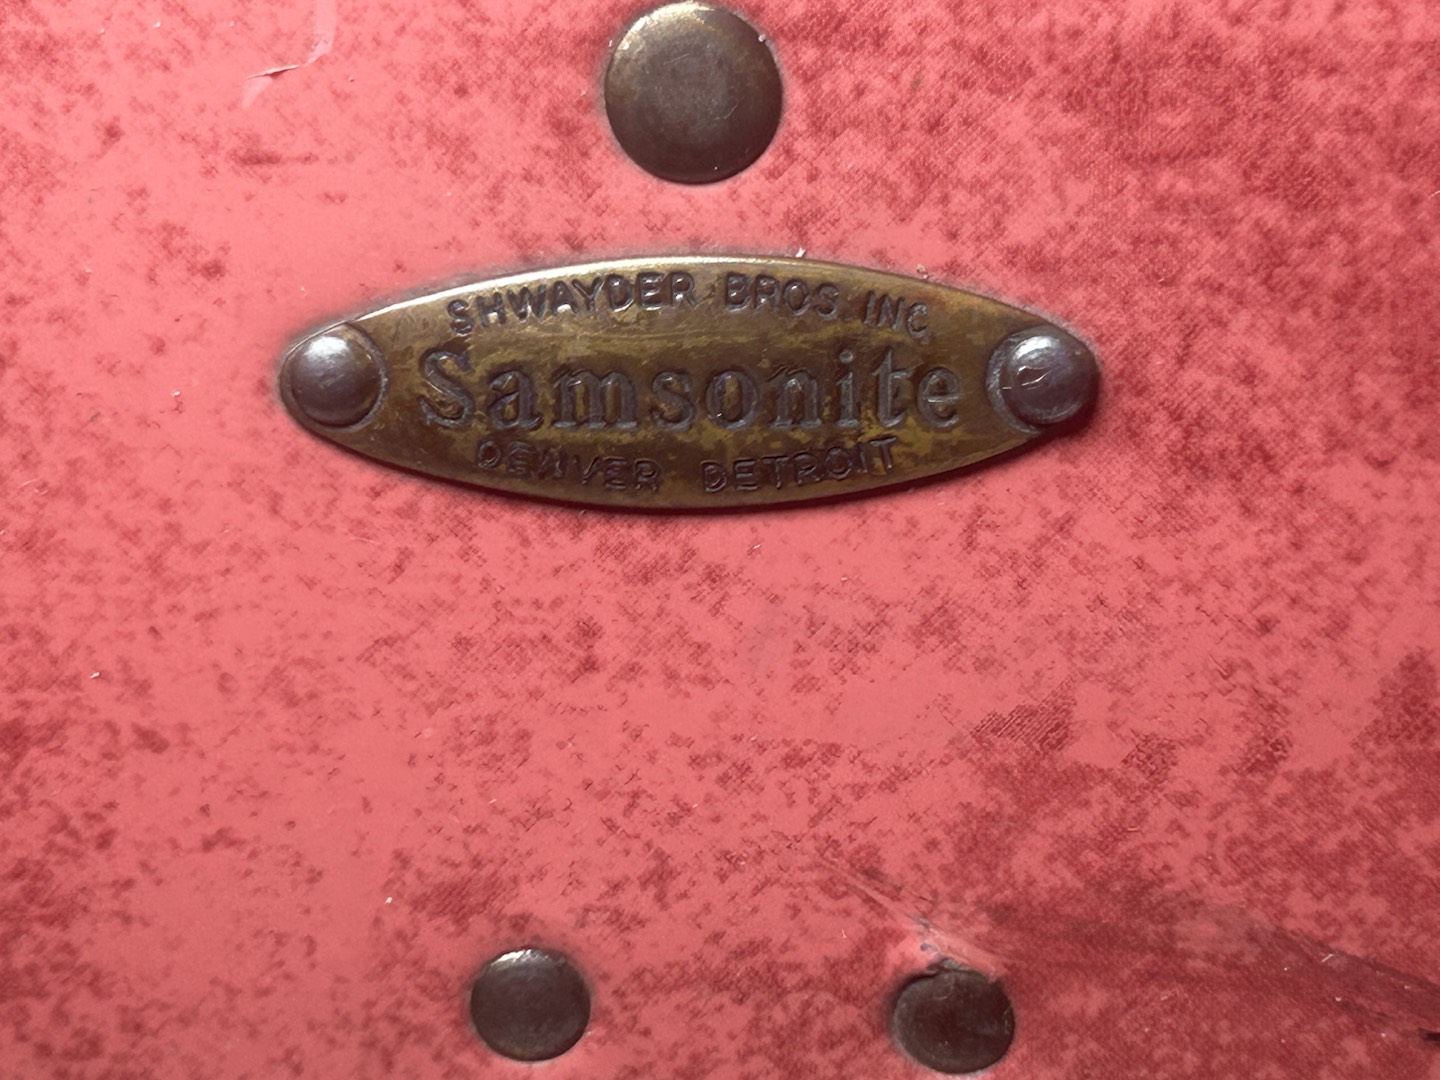 SHWAYDER BROS. INC
Samsonite
DENVER DETROIT